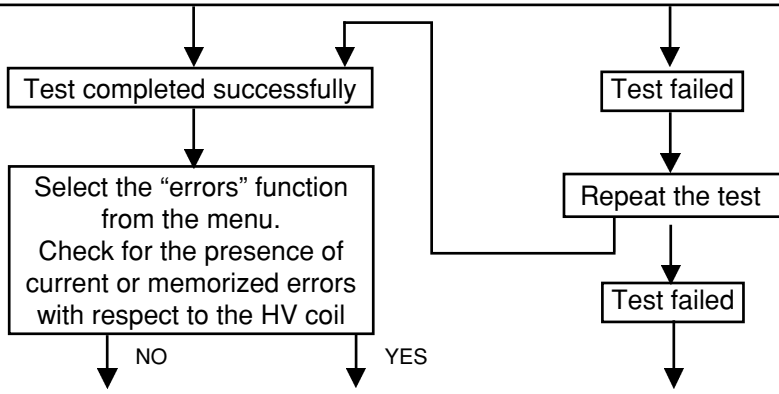 Test completed successfully
Test failed
Select the “errors” function
from the menu.
Check for the presence of
current or memorized errors
with respect to the HV coil
Repeat the test
Test failed
NO
YES